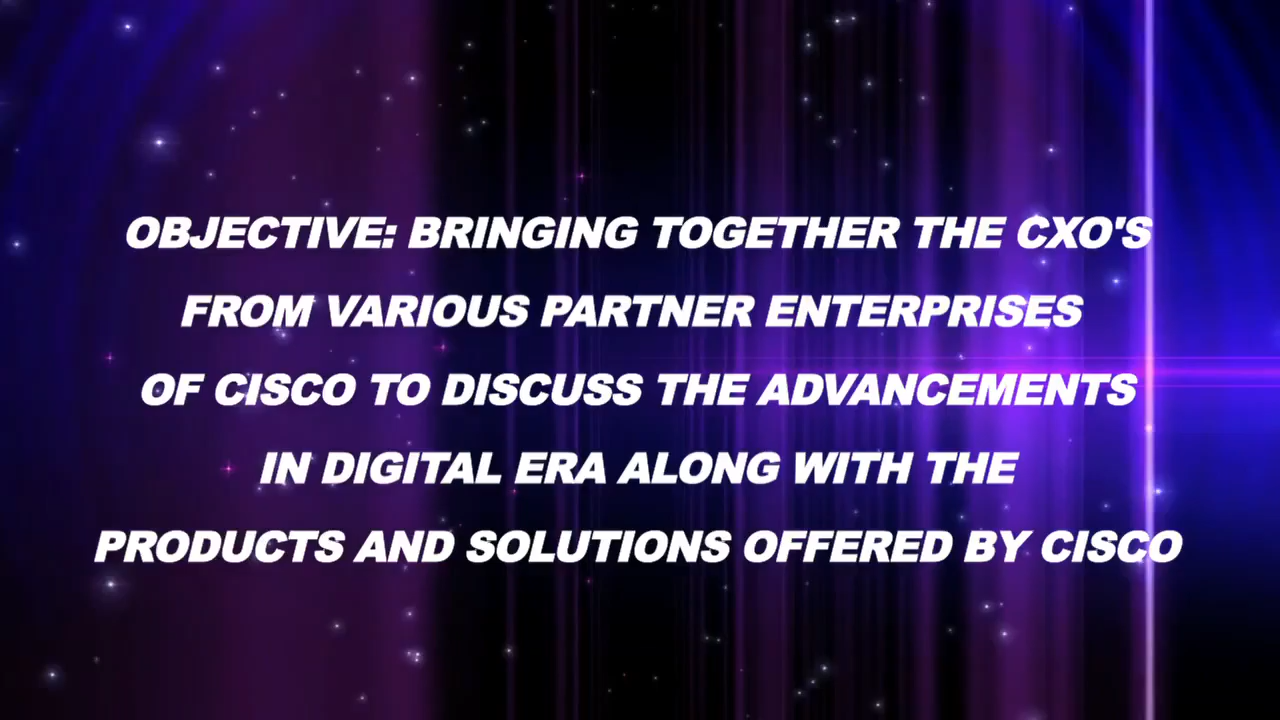 OBJECTIVE: BRINGING TOGETHER THE CXO'S
FROM VARIOUS PARTNER ENTERPRISES
OF CISCO TO DISCUSS THE ADVANCEMENTS
IN DIGITAL ERA ALONG WITH THE
PRODUCTS AND SOLUTIONS OFFERED BY CISCO